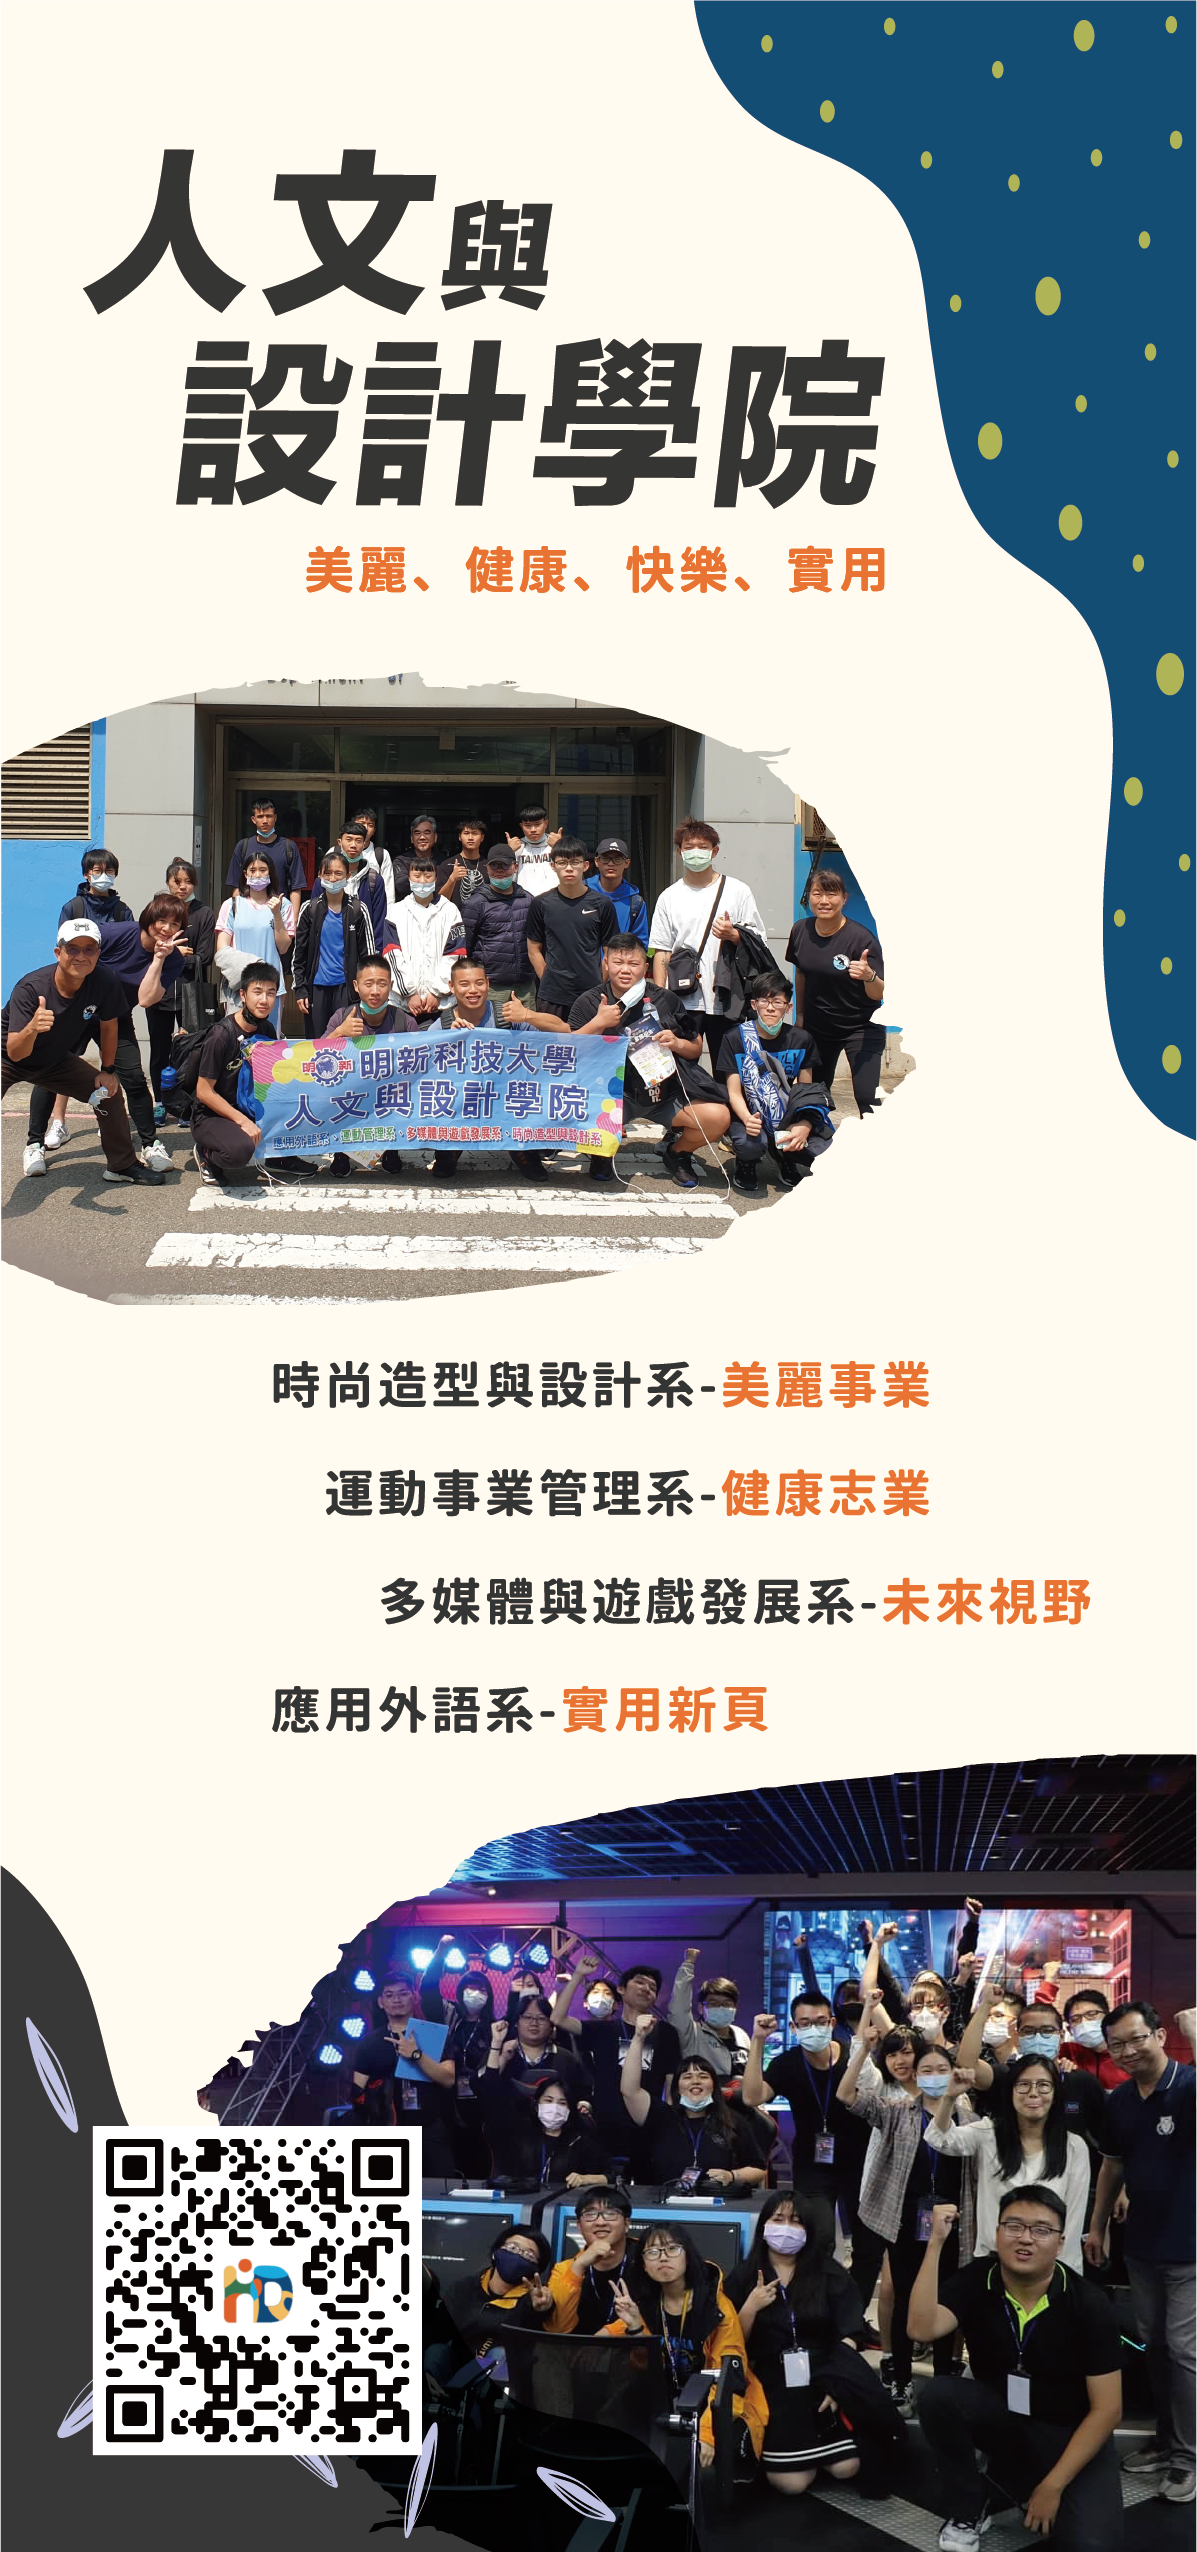 人文與
設計學院
美麗、健康、快樂、實用
TAIWAN
明新
明新科技大學
人文與設計學院
應用外語系、運動管理系、多媒體與遊戲發展系、時尚造型與設計系
時尚造型與設計系-美麗事業
運動事業管理系-健康志業
多媒體與遊戲發展系-未來視野
應用外語系-實用新頁
HD